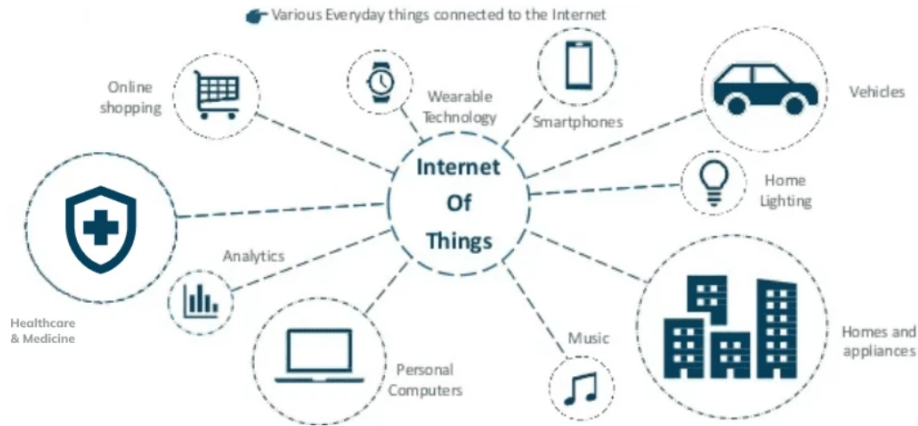 Various Everyday things connected to the Internet
Online
shopping
Wearable
Technology
Smartphones
Vehicles
Internet
Of
Things
Home
Lighting
Healthcare
& Medicine
Analytics
Personal
Computers
Music
Homes and
appliances